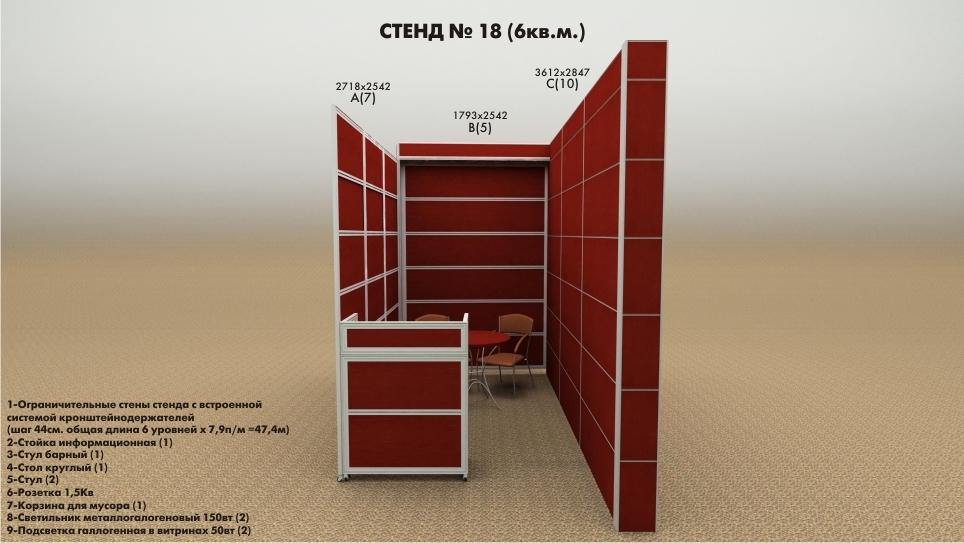 СТЕНД № 18 (6кв.м.)
3612x2847
C(10)
2718x2542
A(7)
1793x2542
B(5)
1-Ограничительные стены стенда с встроенной
системой кронштейнодержателей
(шаг 44см. общая длина 6 уровней х 7,9п/м =47,4м)
2-Стойка информационная (1)
3-Стул барный (1)
4-Стол круглый (1)
5-Стул (2)
6-Розетка 1,5Кв
7-Корзина для мусора (1)
8-Светильник металлогалогеновый 150вт (2)
9-Подсветка галлогенная в витринах 50вт (2)